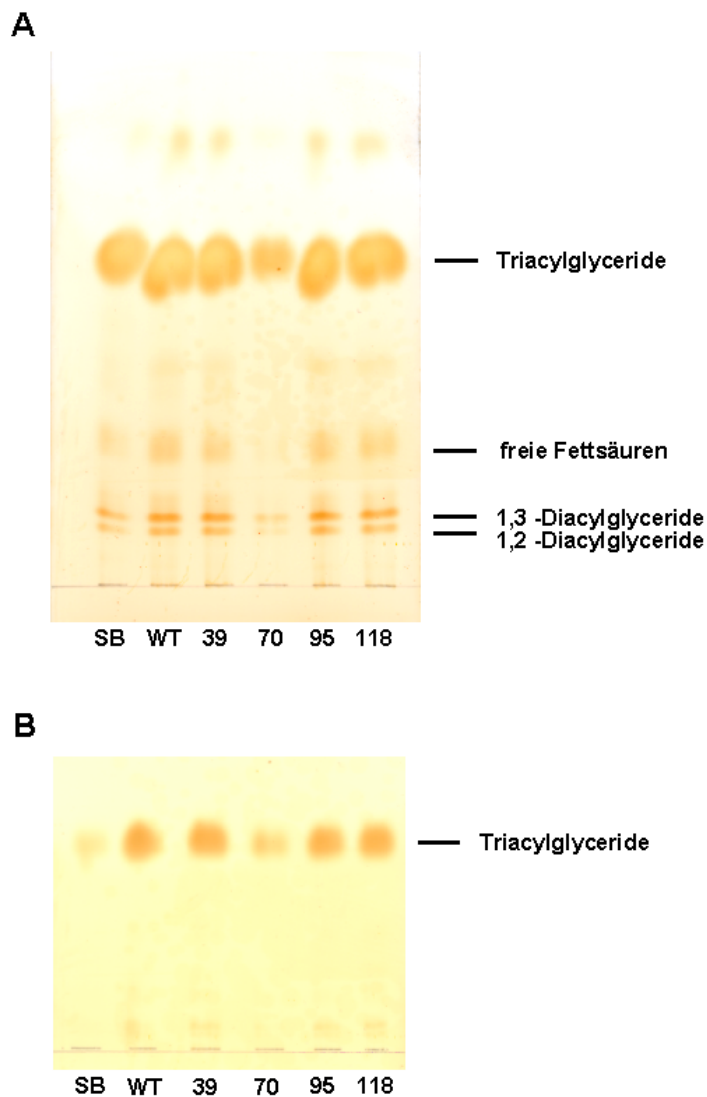 A
Triacylglyceride
freie Fettsäuren
1,3 -Diacylglyceride
1,2 -Diacylglyceride
SB WT 39 70 95 118
B
Triacylglyceride
SB WT 39 70 95 118